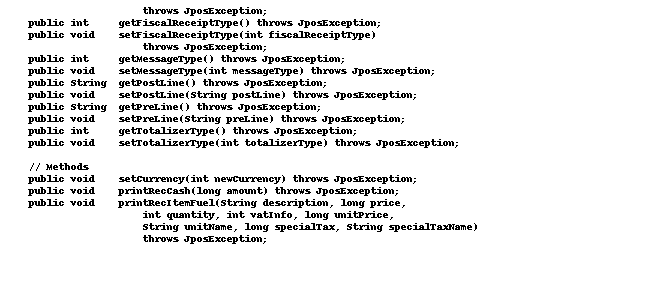 throws JposException;
public int getFiscalReceiptType() throws JposException;
public void setFiscalReceiptType(int fiscalReceiptType)
throws JposException;
public int getMessageType() throws JposException;
public void setMessageType(int messageType) throws JposException;
public String getPostLine() throws JposException;
public void setPostLine(String postLine) throws JposException;
public String getPreLine() throws JposException;
public void setPreLine(String preLine) throws JposException;
public int getTotalizerType() throws JposException;
public void setTotalizerType(int totalizerType) throws JposException;
// Methods
public void setCurrency(int newCurrency) throws JposException;
public void printRecCash(long amount) throws JposException;
public void printRecItemFuel(String description, long price,
int quantity, int vatInfo, long unitPrice,
String unitName, long specialTax, String specialTaxName)
throws JposException;